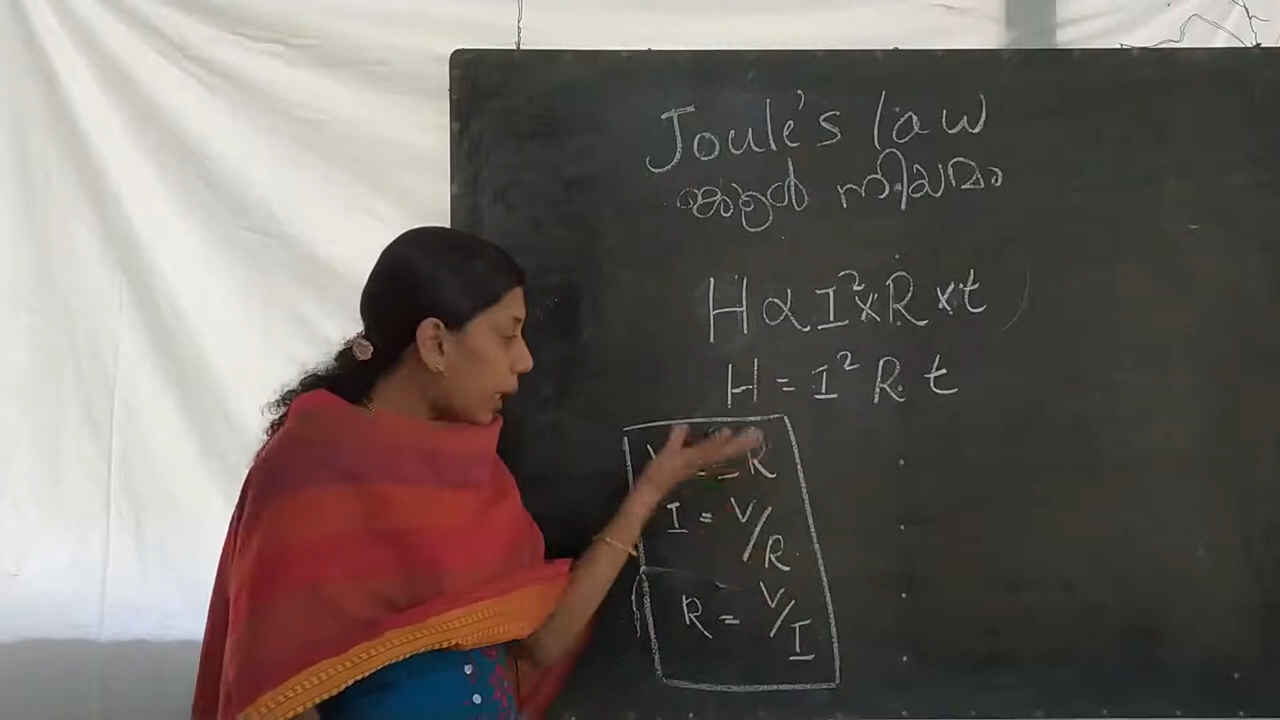 Joule's law
ജൂൾ നിയമം
H ∝ I² × R × t
H = I² R t
R
I = V/R
R = V/I